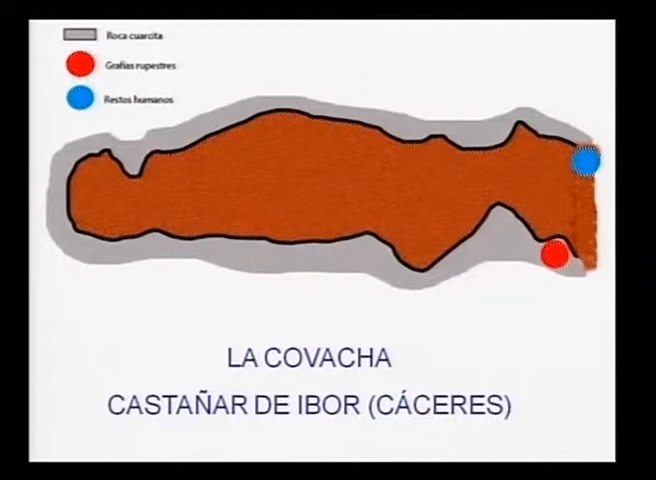 Roca cuarcita
Grafías rupestres
Restos humanos
LA COVACHA
CASTAÑAR DE IBOR (CÁCERES)